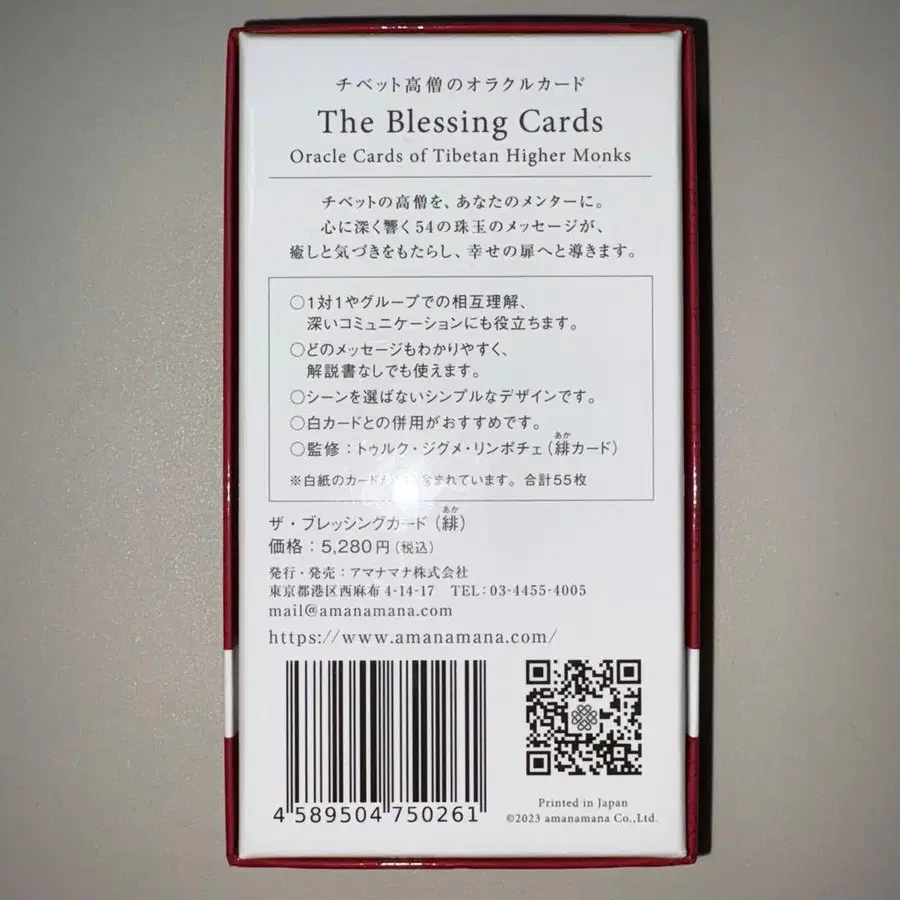 チベット高僧のオラクルカード
The Blessing Cards
Oracle Cards of Tibetan Higher Monks
チベットの高僧を、あなたのメンターに。
心に深く響く54の珠玉のメッセージが、
癒しと気づきをもたらし、幸せの扉へと導きます。
○1対1やグループでの相互理解、
深いコミュニケーションにも役立ちます。
○どのメッセージもわかりやすく、
解説書なしでも使えます。
○シーンを選ばないシンプルなデザインです。
○白カードとの併用がおすすめです。
あか
○監修：トゥルク・ジグメ・リンポチェ（緋カード）
※白紙のカードが 含まれています。合計55枚
あか
ザ・ブレッシングカード（緋）
価格：5,280円（税込）
発行・発売：アマナマナ株式会社
東京都港区西麻布 4-14-17 TEL：03-4455-4005
mail@amanamana.com
https://www.amanamana.com/
4 589504 750261
Printed in Japan
©2023 amanamana Co.,Ltd.